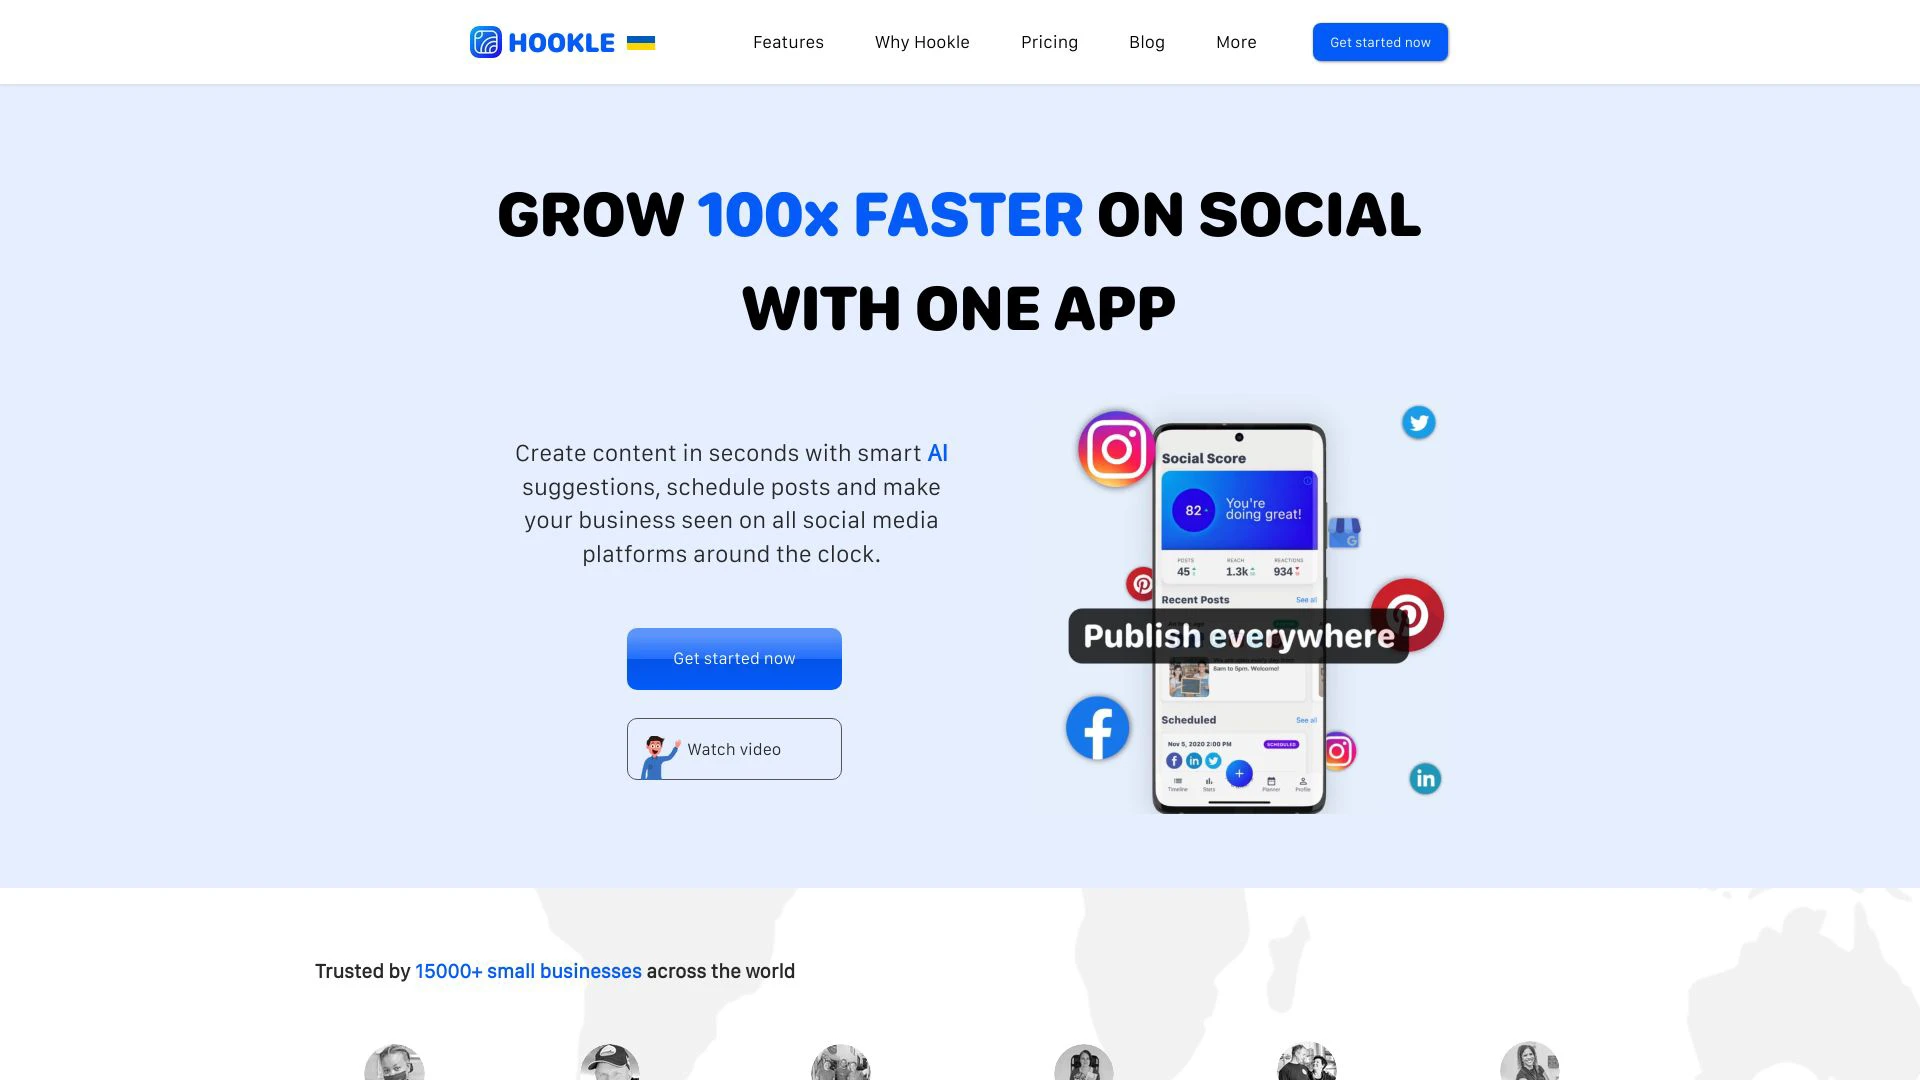 HOOKLE
Features
Why Hookle
Pricing
Blog
More
Get started now
GROW 100x FASTER ON SOCIAL
WITH ONE APP
Create content in seconds with smart AI
suggestions, schedule posts and make
your business seen on all social media
platforms around the clock.
Get started now
Watch video
Social Score
82
You're
doing great!
POSTS
REACH
REACTIONS
45
1.3k
934
Recent Posts
See all
Publish everywhere
8am to 5pm. Welcome!
Scheduled
See all
Nov 5, 2020 2:00 PM
SCHEDULED
Timeline
Stats
Planner
Profile
Trusted by 15000+ small businesses across the world